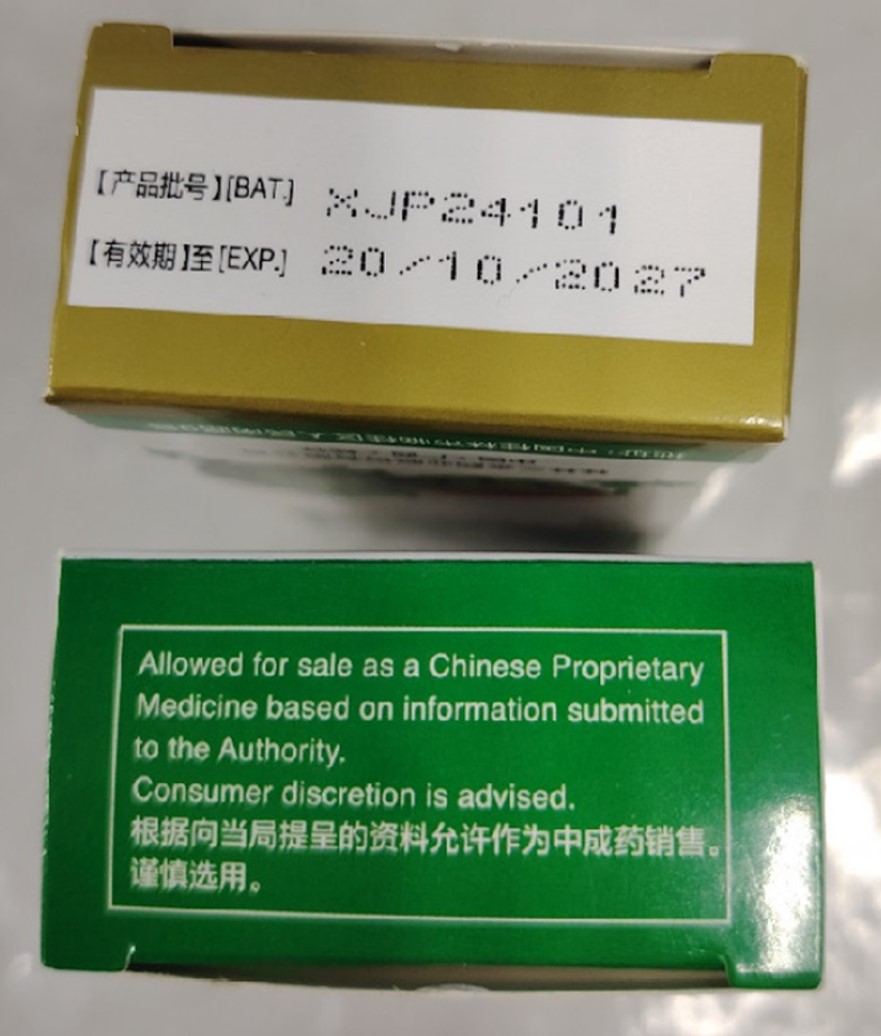 【产品批号】[BAT.] XJP24101
【有效期】至[EXP.] 20/10/2027
Allowed for sale as a Chinese Proprietary
Medicine based on information submitted
to the Authority.
Consumer discretion is advised.
根据向当局提呈的资料允许作为中成药销售。
谨慎选用。